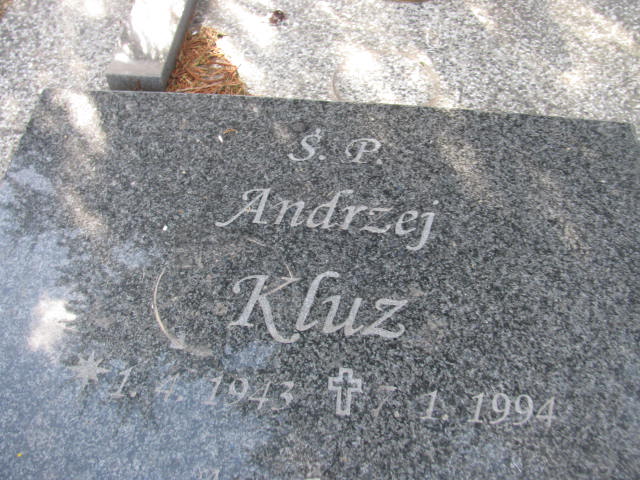 Ś. P.
Andrzej
Kluz
* 1. 4. 1943 ✝ 7. 1. 1994